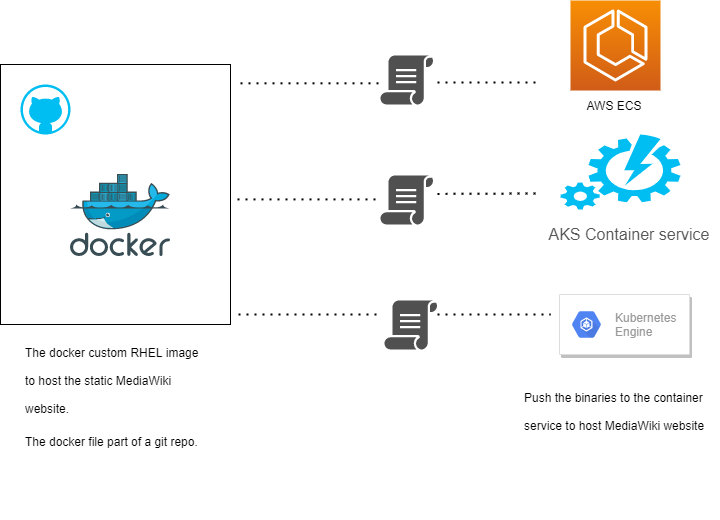 AWS ECS
docker
AKS Container service
Kubernetes
Engine
The docker custom RHEL image
to host the static MediaWiki
website.
The docker file part of a git repo.
Push the binaries to the container
service to host MediaWiki website